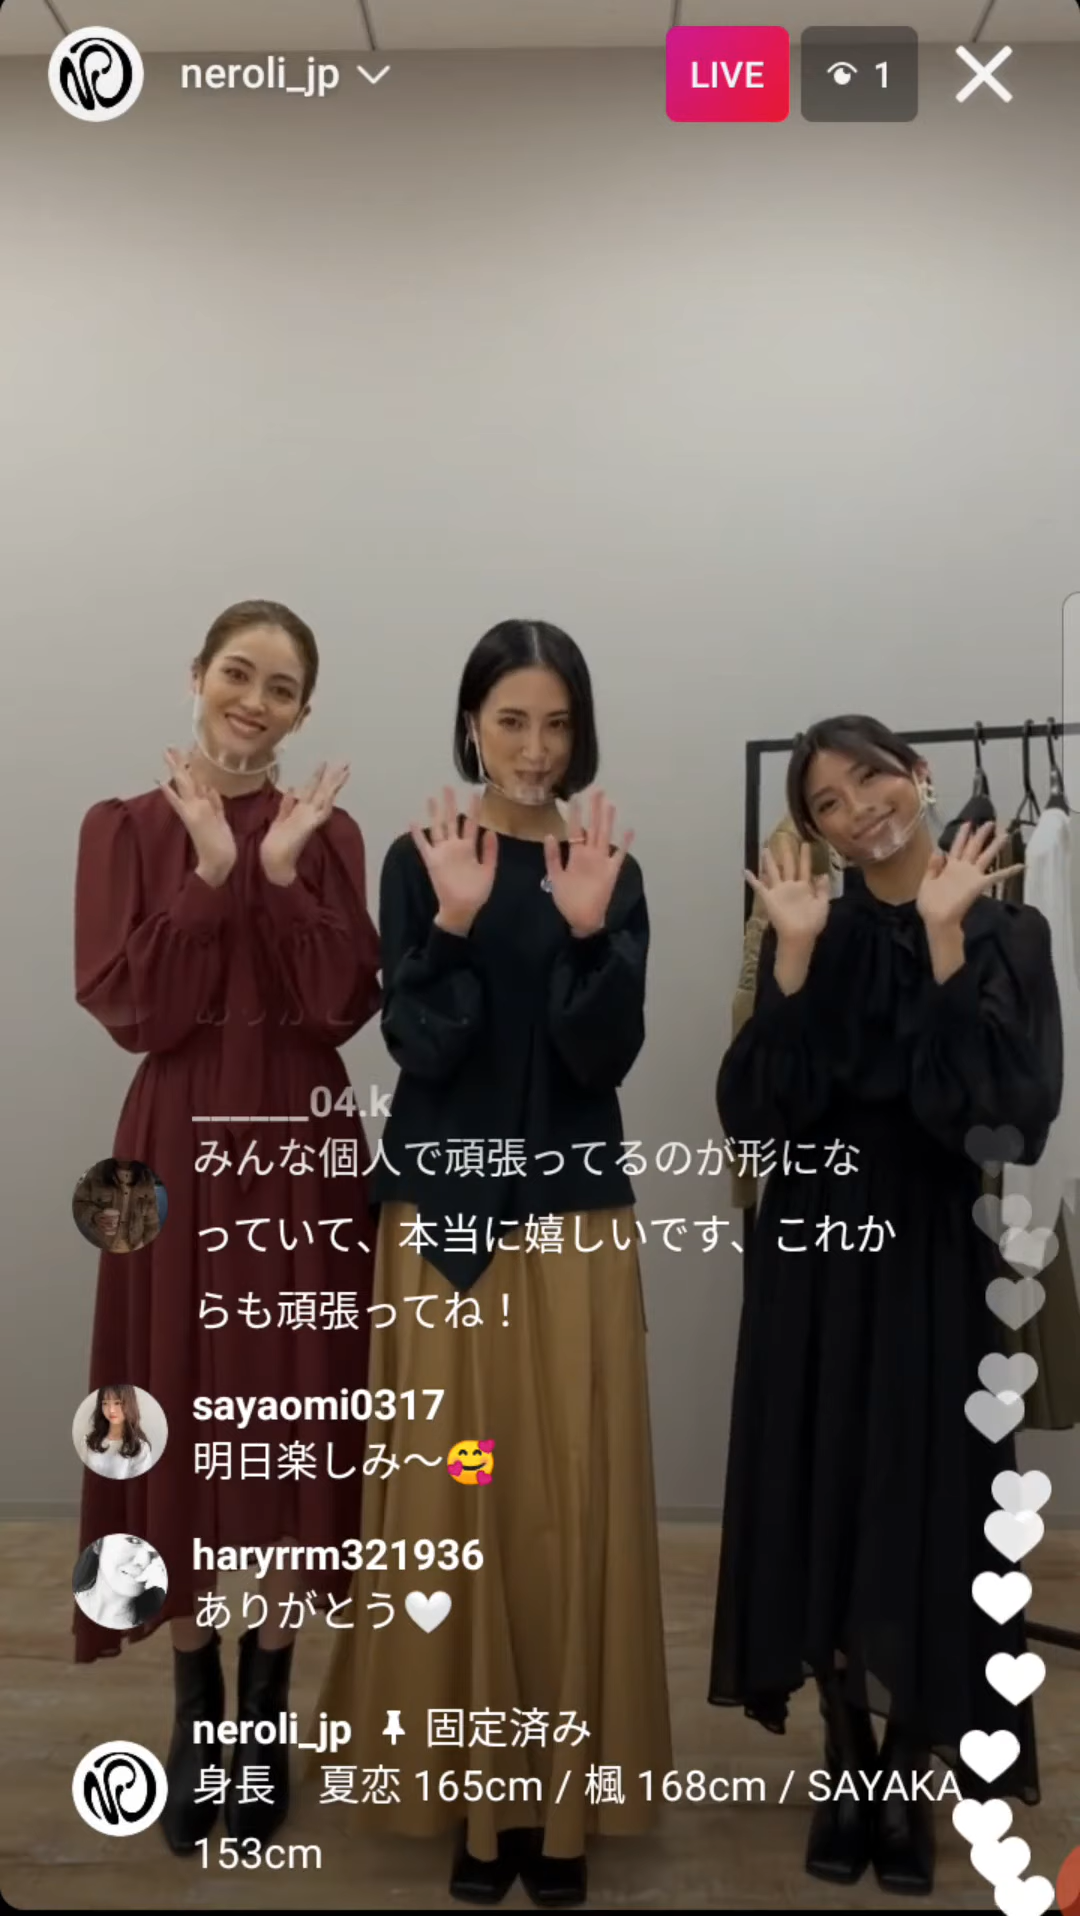 neroli_jp
LIVE
1
______04.k
みんな個人で頑張ってるのが形にな
っていて、本当に嬉しいです、これか
らも頑張ってね！
sayaomi0317
明日楽しみ〜🥰
haryrrm321936
ありがとう🤍
neroli_jp 固定済み
身長　夏恋 165cm / 楓 168cm / SAYAKA
153cm